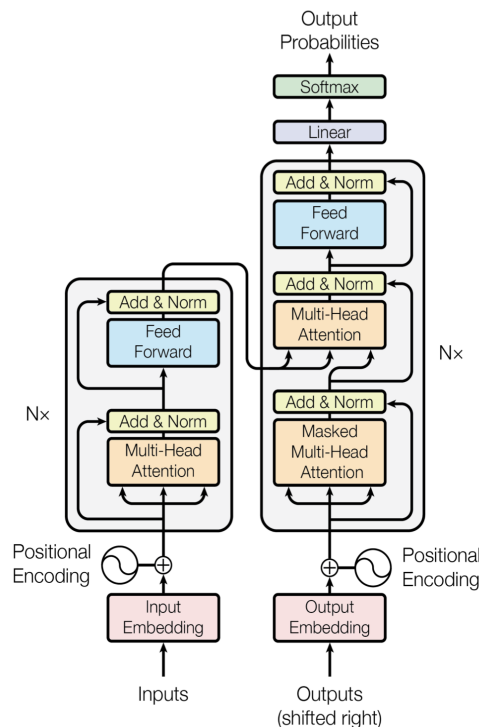 Output
Probabilities
Softmax
Linear
Add & Norm
Feed
Forward
Add & Norm
Multi-Head
Attention
Add & Norm
Masked
Multi-Head
Attention
N×
Positional
Encoding
Output
Embedding
Outputs
(shifted right)
Add & Norm
Feed
Forward
Add & Norm
Multi-Head
Attention
N×
Positional
Encoding
Input
Embedding
Inputs